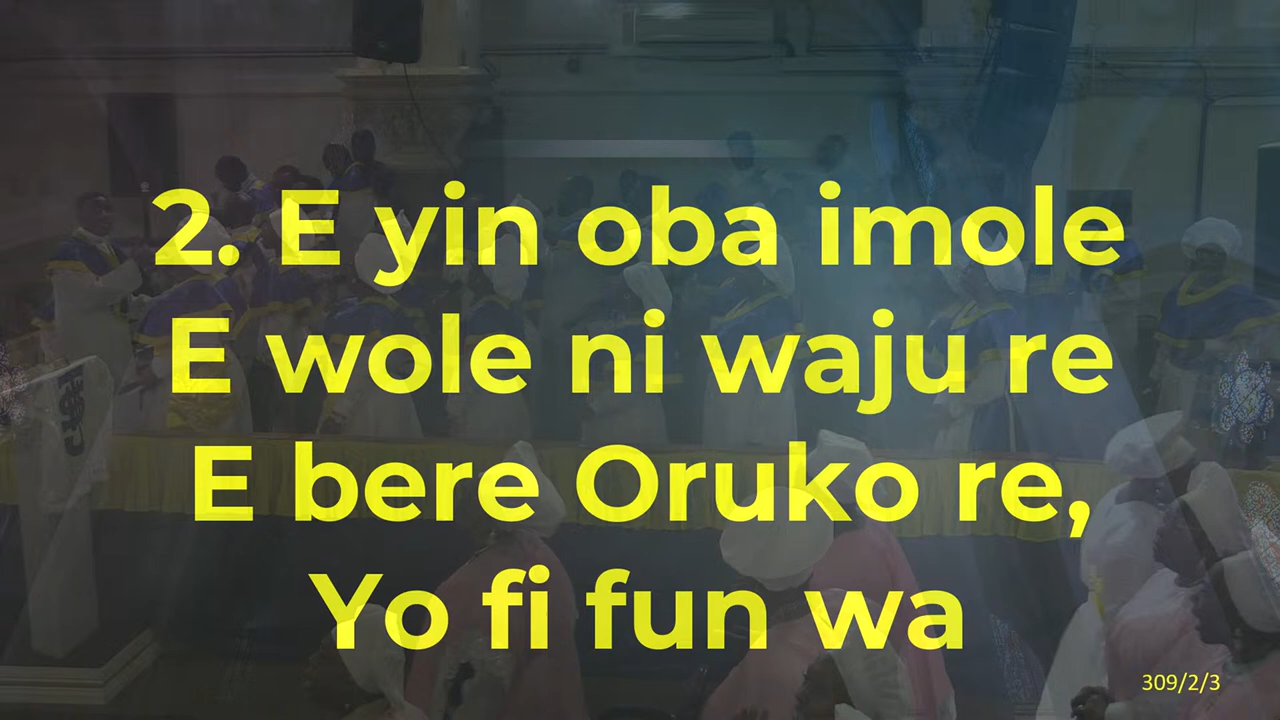 2. E yin oba imole
E wole ni waju re
E bere Oruko re,
Yo fi fun wa
309/2/3